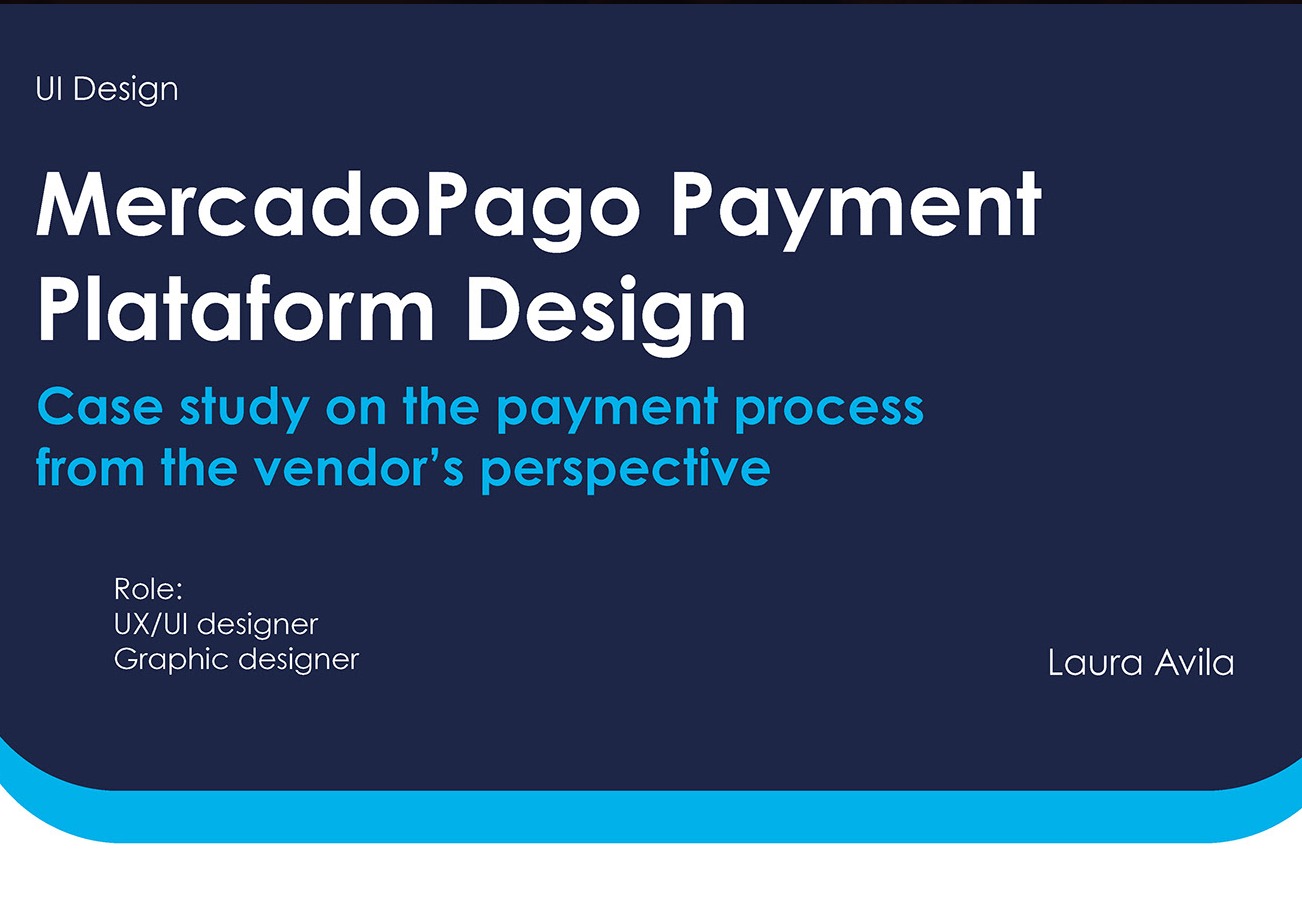 UI Design
MercadoPago Payment
Plataform Design
Case study on the payment process
from the vendor’s perspective
Role:
UX/UI designer
Graphic designer
Laura Avila